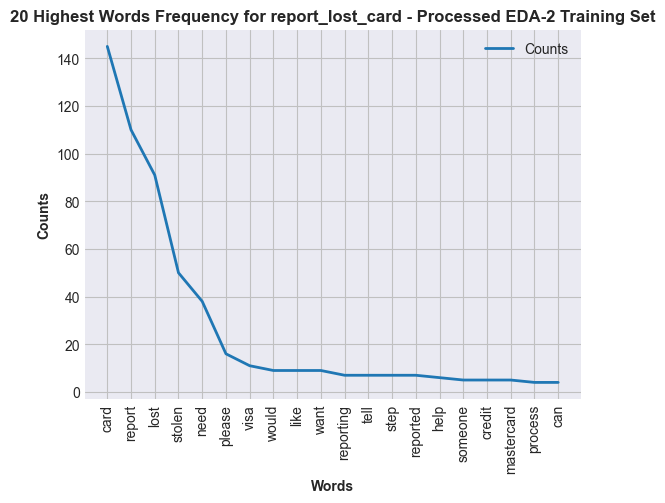 20 Highest Words Frequency for report_lost_card - Processed EDA-2 Training Set
Counts
140
120
100
80
60
40
20
0
Counts
card
report
lost
stolen
need
please
visa
would
like
want
reporting
tell
step
reported
help
someone
credit
mastercard
process
can
Words